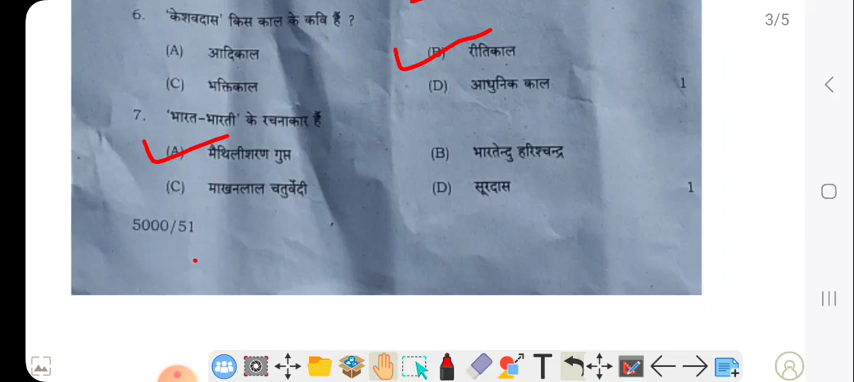 3/5
6. 'केशवदास' किस काल के कवि हैं ?
(A) आदिकाल (B) रीतिकाल
(C) भक्तिकाल (D) आधुनिक काल 1
7. 'भारत-भारती' के रचनाकार हैं
(A) मैथिलीशरण गुप्त (B) भारतेन्दु हरिश्चन्द्र
(C) माखनलाल चतुर्वेदी (D) सूरदास 1
5000/51
T